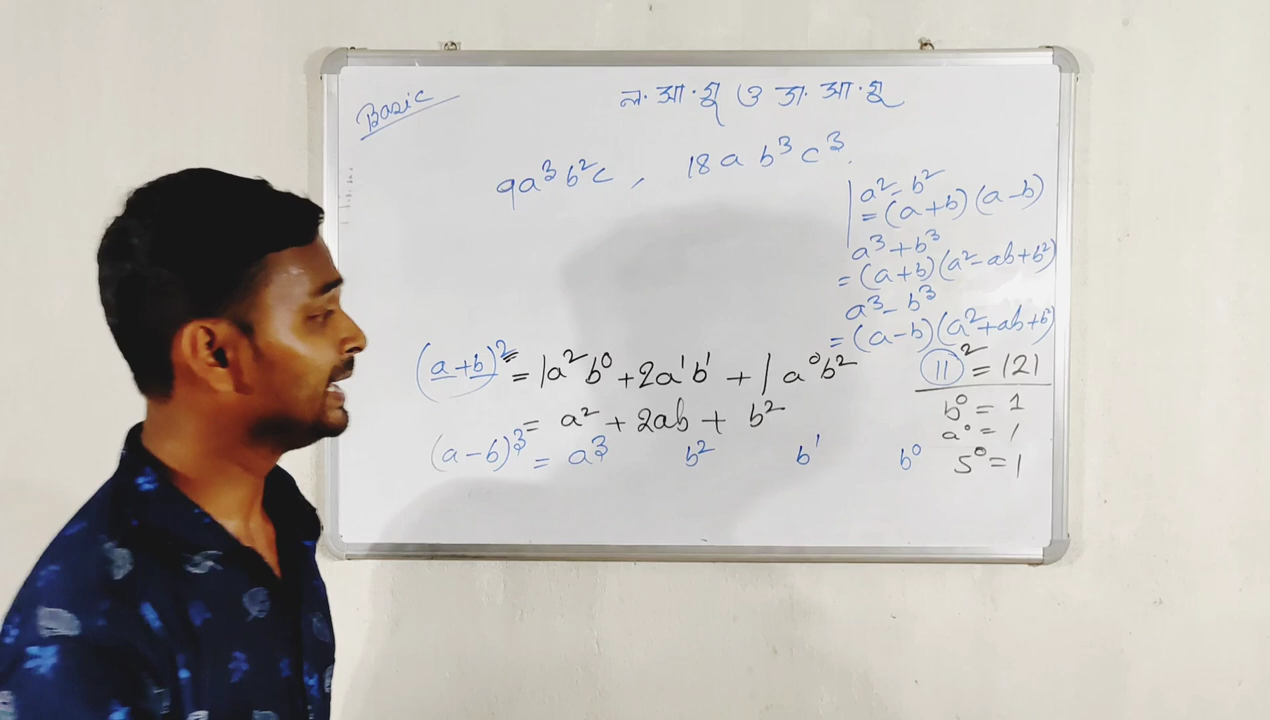 Basic
ল. সা. গু ও গ. সা. গু
9a³b²c, 18ab³c³.
a² - b²
= (a+b)(a-b)
a³ + b³
= (a+b)(a² - ab + b²)
a³ - b³
= (a-b)(a² + ab + b²)
(a+b)² = 1a²b⁰ + 2a¹b¹ + 1a⁰b²
= a² + 2ab + b²
(a-b)³ = a³ b² b¹ b⁰
11² = 121
b⁰ = 1
a⁰ = 1
5⁰ = 1